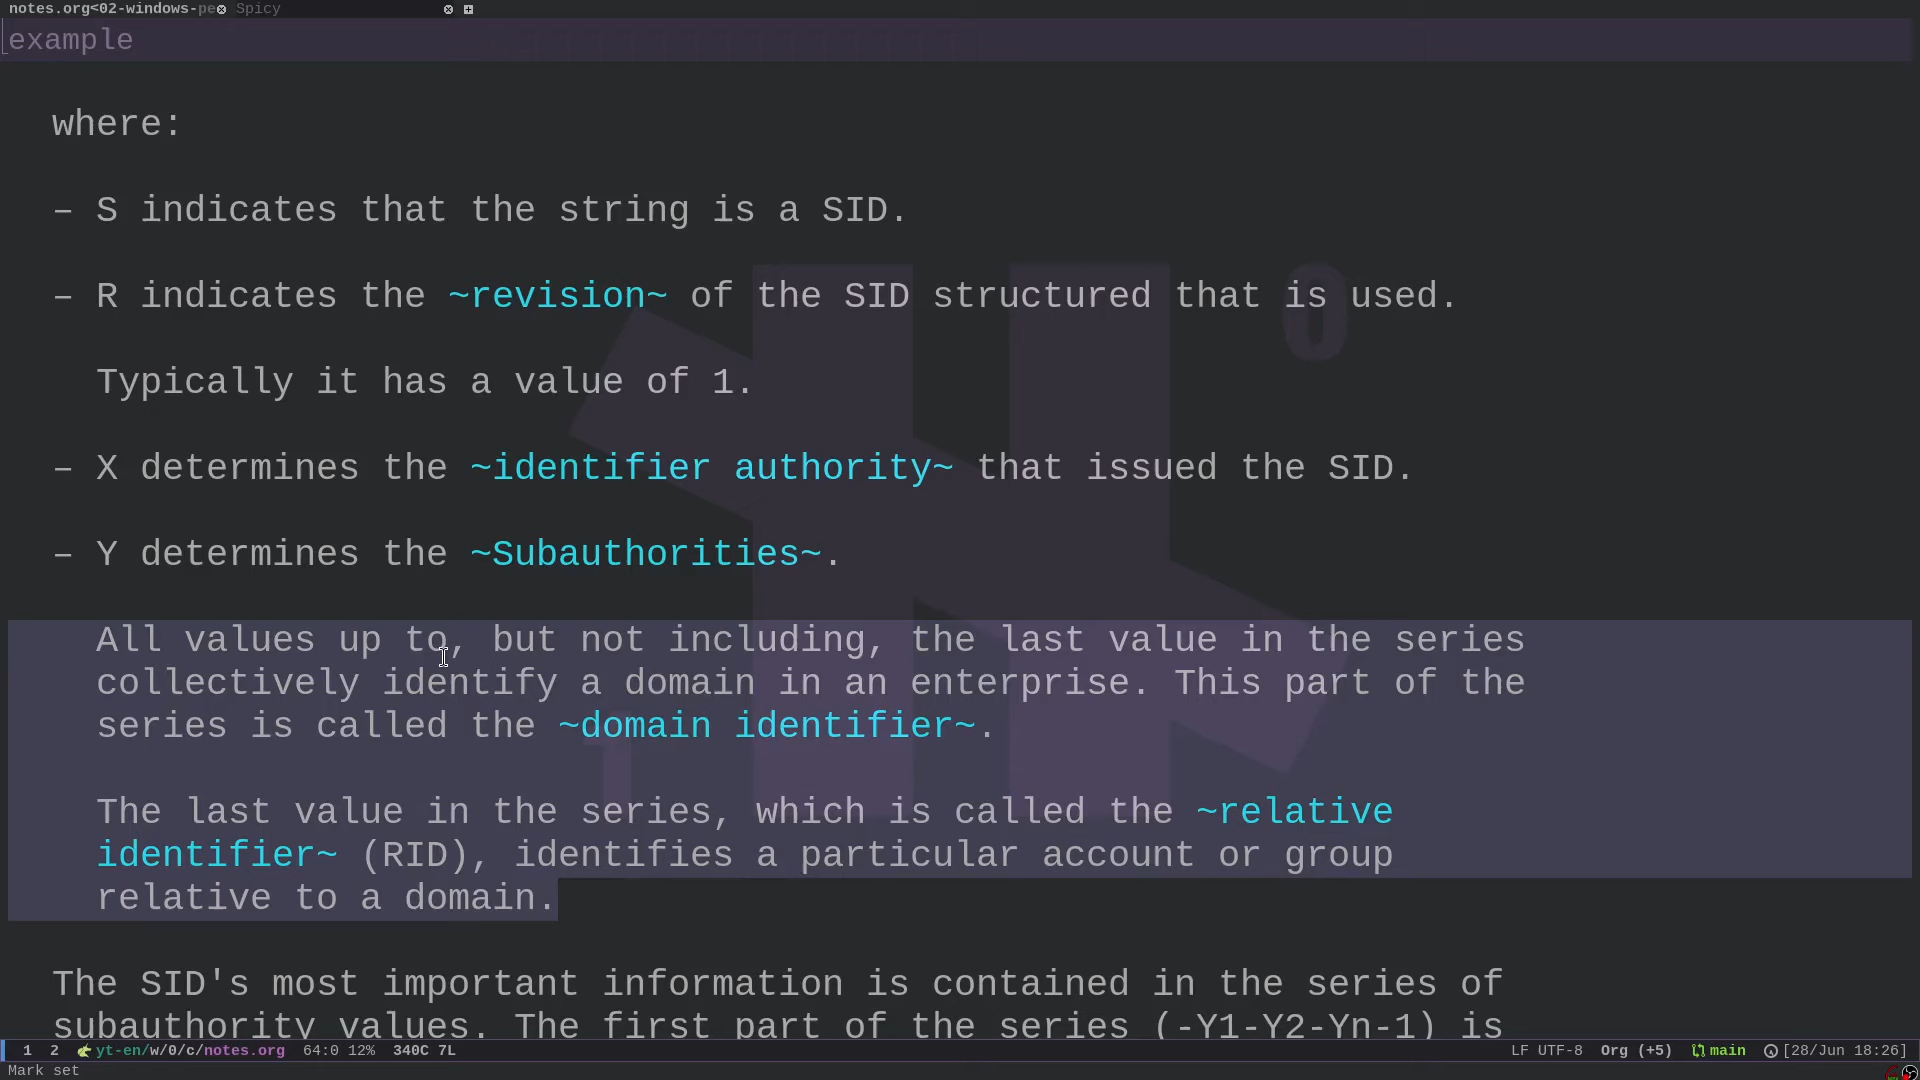 notes.org<02-windows-pe Spicy
example
where:
– S indicates that the string is a SID.
– R indicates the ~revision~ of the SID structured that is used.
Typically it has a value of 1.
– X determines the ~identifier authority~ that issued the SID.
– Y determines the ~Subauthorities~.
All values up to, but not including, the last value in the series
collectively identify a domain in an enterprise. This part of the
series is called the ~domain identifier~.
The last value in the series, which is called the ~relative
identifier~ (RID), identifies a particular account or group
relative to a domain.
The SID's most important information is contained in the series of
subauthority values. The first part of the series (-Y1-Y2-Yn-1) is
1 2 yt-en/w/0/c/notes.org 64:0 12% 340C 7L LF UTF-8 Org (+5) main [28/Jun 18:26]
Mark set